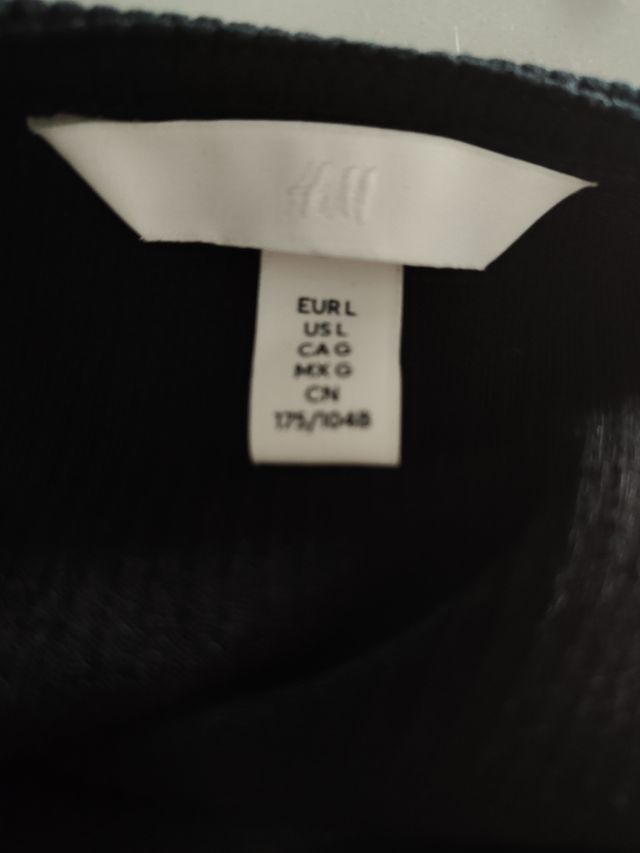 H&M
EUR L
US L
CA G
MX G
CN
175/104B